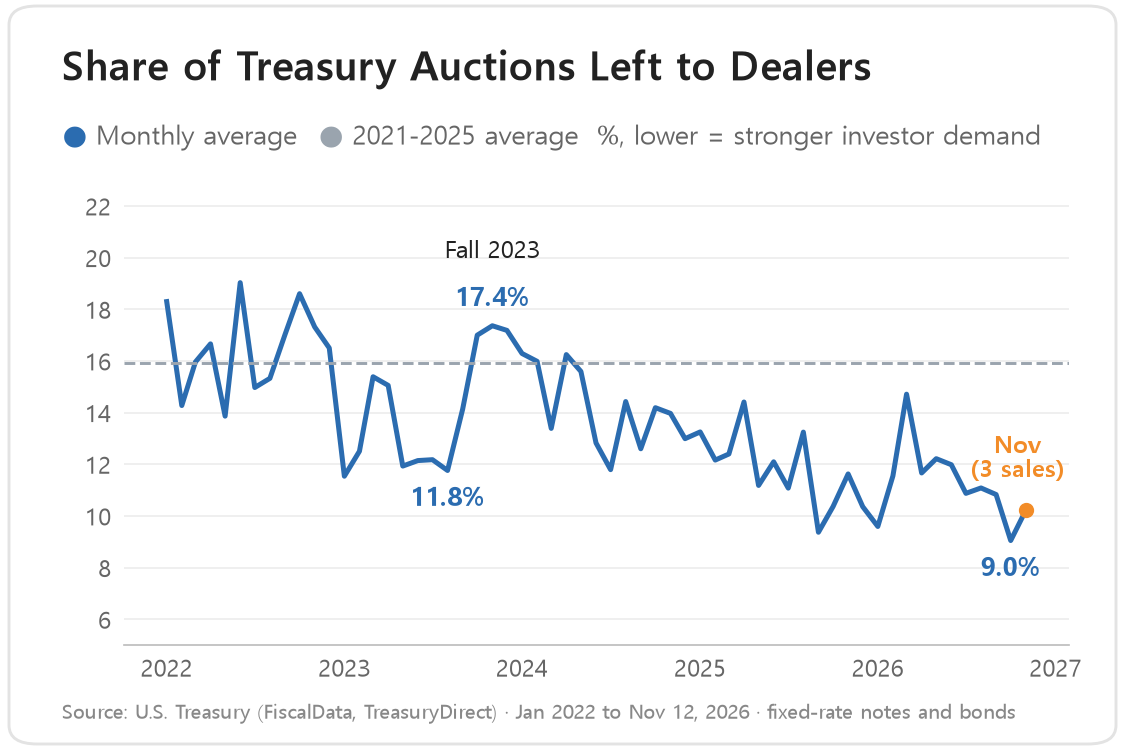 Share of Treasury Auctions Left to Dealers
Monthly average 2021-2025 average %, lower = stronger investor demand
22
20
18
16
14
12
10
8
6
Fall 2023
17.4%
11.8%
Nov
(3 sales)
9.0%
2022 2023 2024 2025 2026 2027
Source: U.S. Treasury (FiscalData, TreasuryDirect) · Jan 2022 to Nov 12, 2026 · fixed-rate notes and bonds